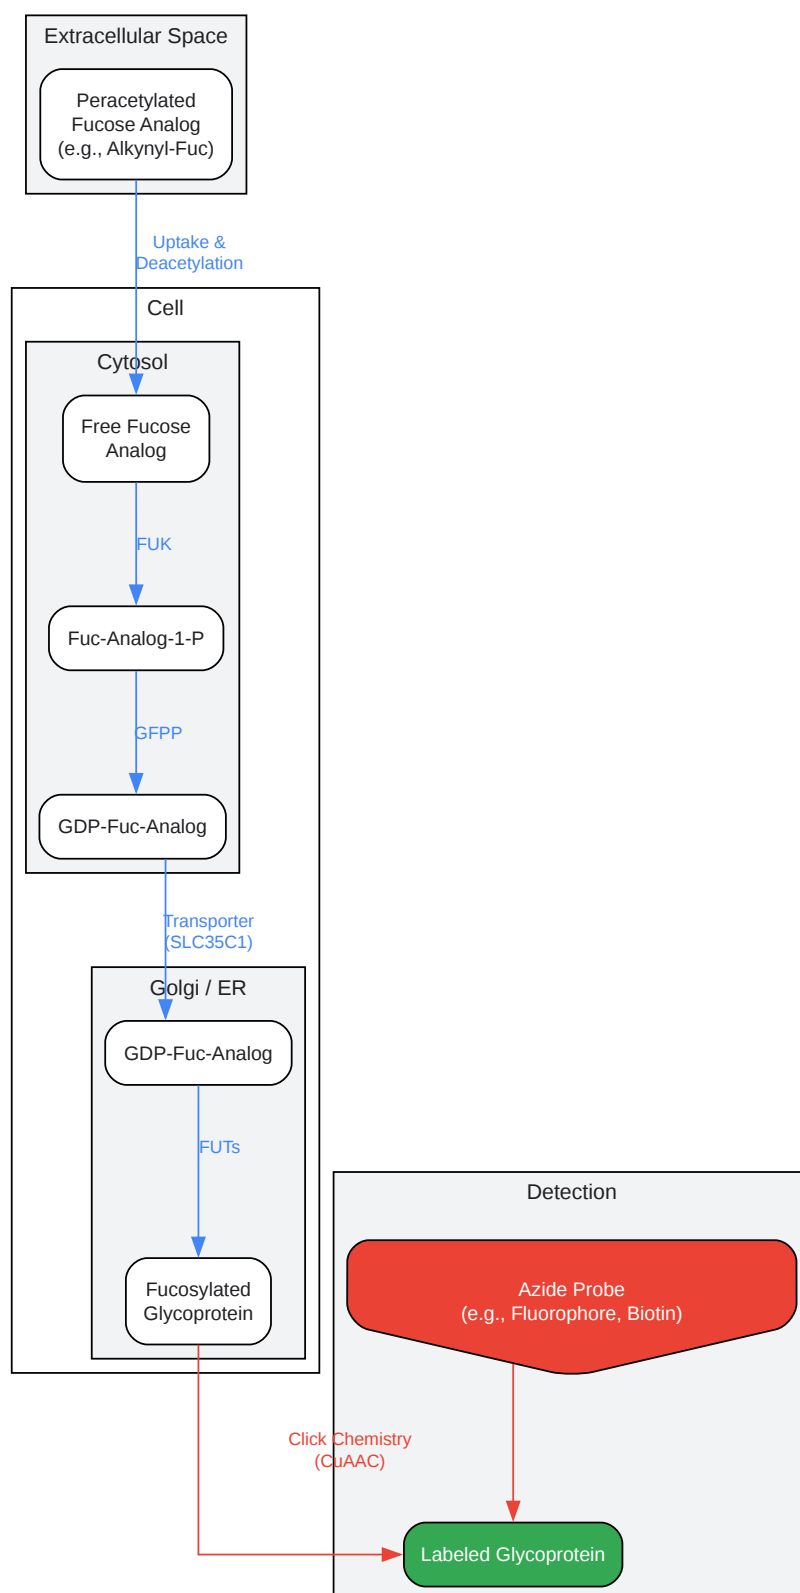 Extracellular Space
Peracetylated
Fucose Analog
(e.g., Alkynyl-Fuc)
Uptake &
Deacetylation
Cell
Cytosol
Free Fucose
Analog
FUK
Fuc-Analog-1-P
GFPP
GDP-Fuc-Analog
Transporter
(SLC35C1)
Golgi / ER
GDP-Fuc-Analog
FUTs
Fucosylated
Glycoprotein
Detection
Azide Probe
(e.g., Fluorophore, Biotin)
Click Chemistry
(CuAAC)
Labeled Glycoprotein